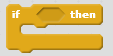 if then